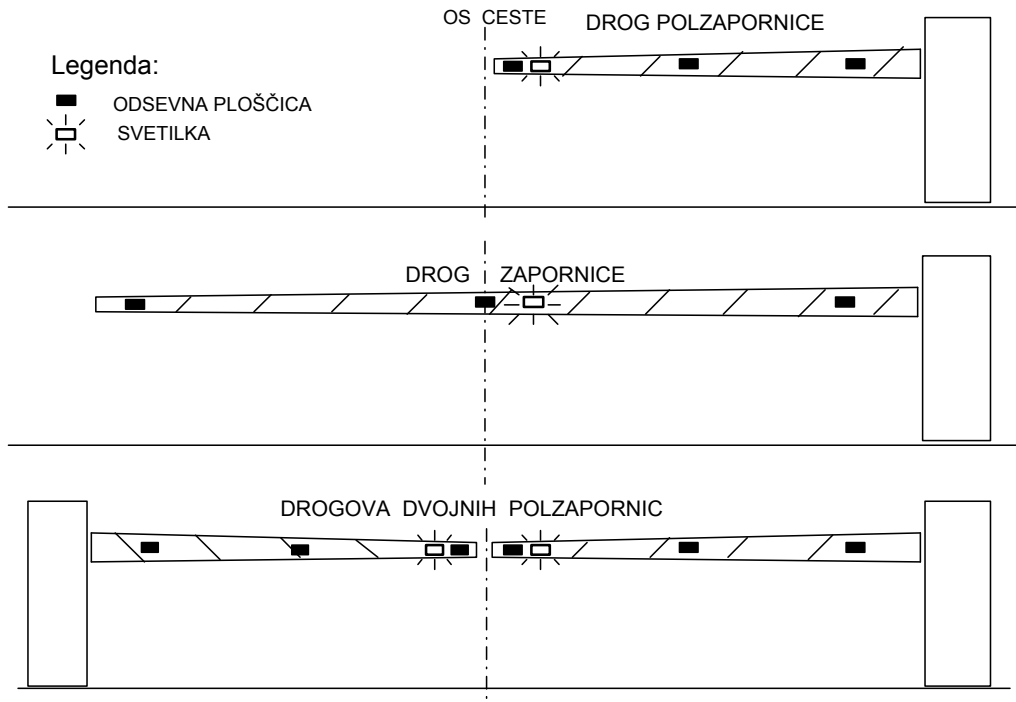 OS CESTE
DROG POLZAPORNICE
Legenda:
ODSEVNA PLOŠČICA
SVETILKA
DROG ZAPORNICE
DROGOVA DVOJNIH POLZAPORNIC